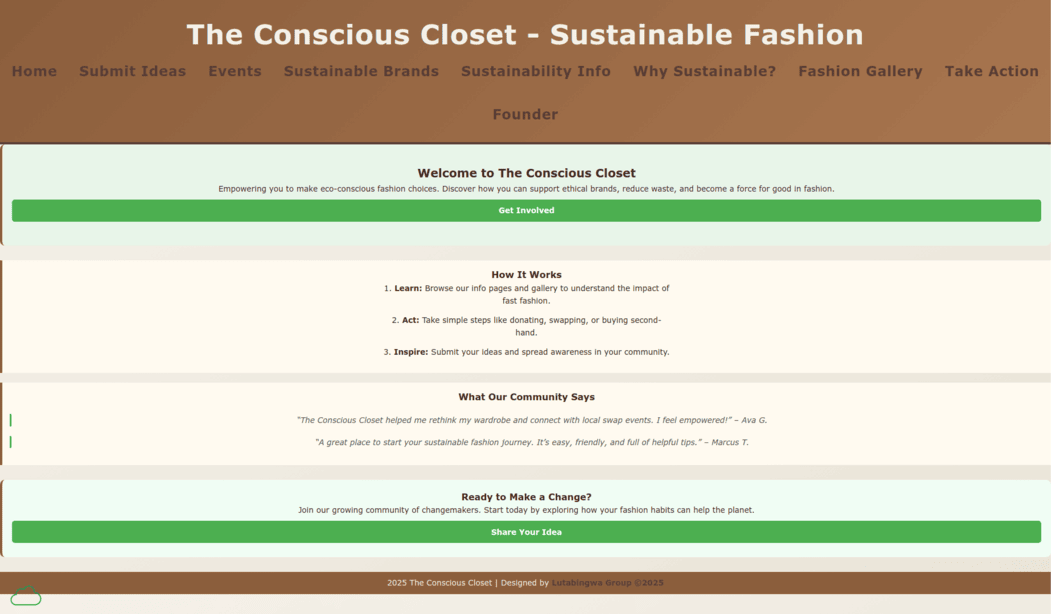 The Conscious Closet - Sustainable Fashion
Home Submit Ideas Events Sustainable Brands Sustainability Info Why Sustainable? Fashion Gallery Take Action
Founder
Welcome to The Conscious Closet
Empowering you to make eco-conscious fashion choices. Discover how you can support ethical brands, reduce waste, and become a force for good in fashion.
Get Involved
How It Works
1. Learn: Browse our info pages and gallery to understand the impact of
fast fashion.
2. Act: Take simple steps like donating, swapping, or buying second-
hand.
3. Inspire: Submit your ideas and spread awareness in your community.
What Our Community Says
“The Conscious Closet helped me rethink my wardrobe and connect with local swap events. I feel empowered!” – Ava G.
“A great place to start your sustainable fashion journey. It’s easy, friendly, and full of helpful tips.” – Marcus T.
Ready to Make a Change?
Join our growing community of changemakers. Start today by exploring how your fashion habits can help the planet.
Share Your Idea
2025 The Conscious Closet | Designed by Lutabingwa Group ©2025